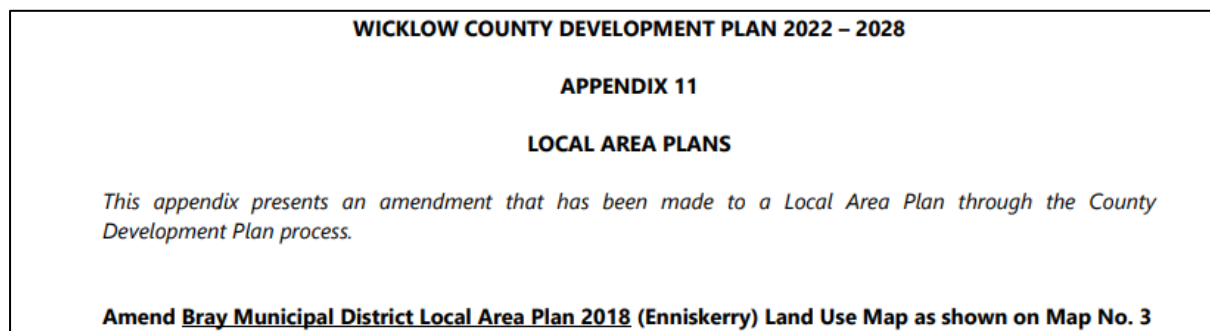 WICKLOW COUNTY DEVELOPMENT PLAN 2022 – 2028
APPENDIX 11
LOCAL AREA PLANS
This appendix presents an amendment that has been made to a Local Area Plan through the County
Development Plan process.
Amend Bray Municipal District Local Area Plan 2018 (Enniskerry) Land Use Map as shown on Map No. 3